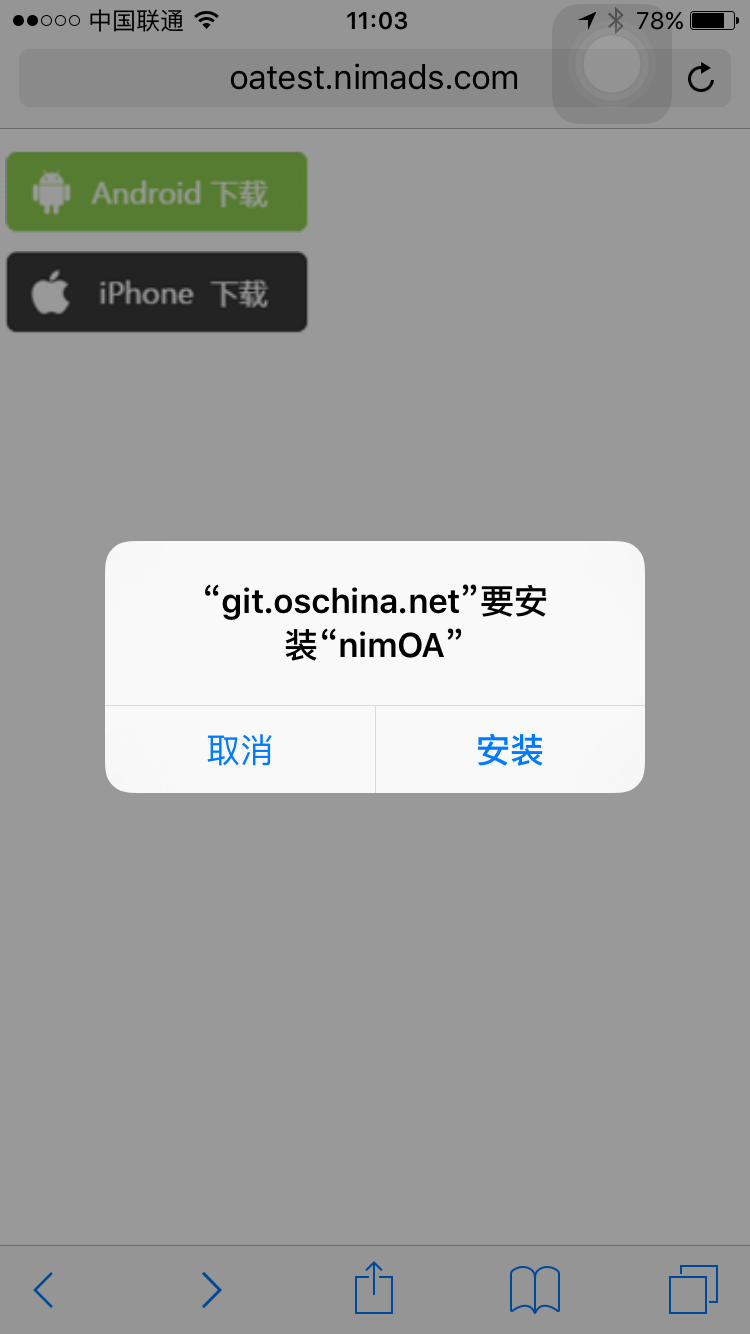 中国联通 11:03 78%
oatest.nimads.com
Android 下载
iPhone 下载
“git.oschina.net”要安
装“nimOA”
取消 安装